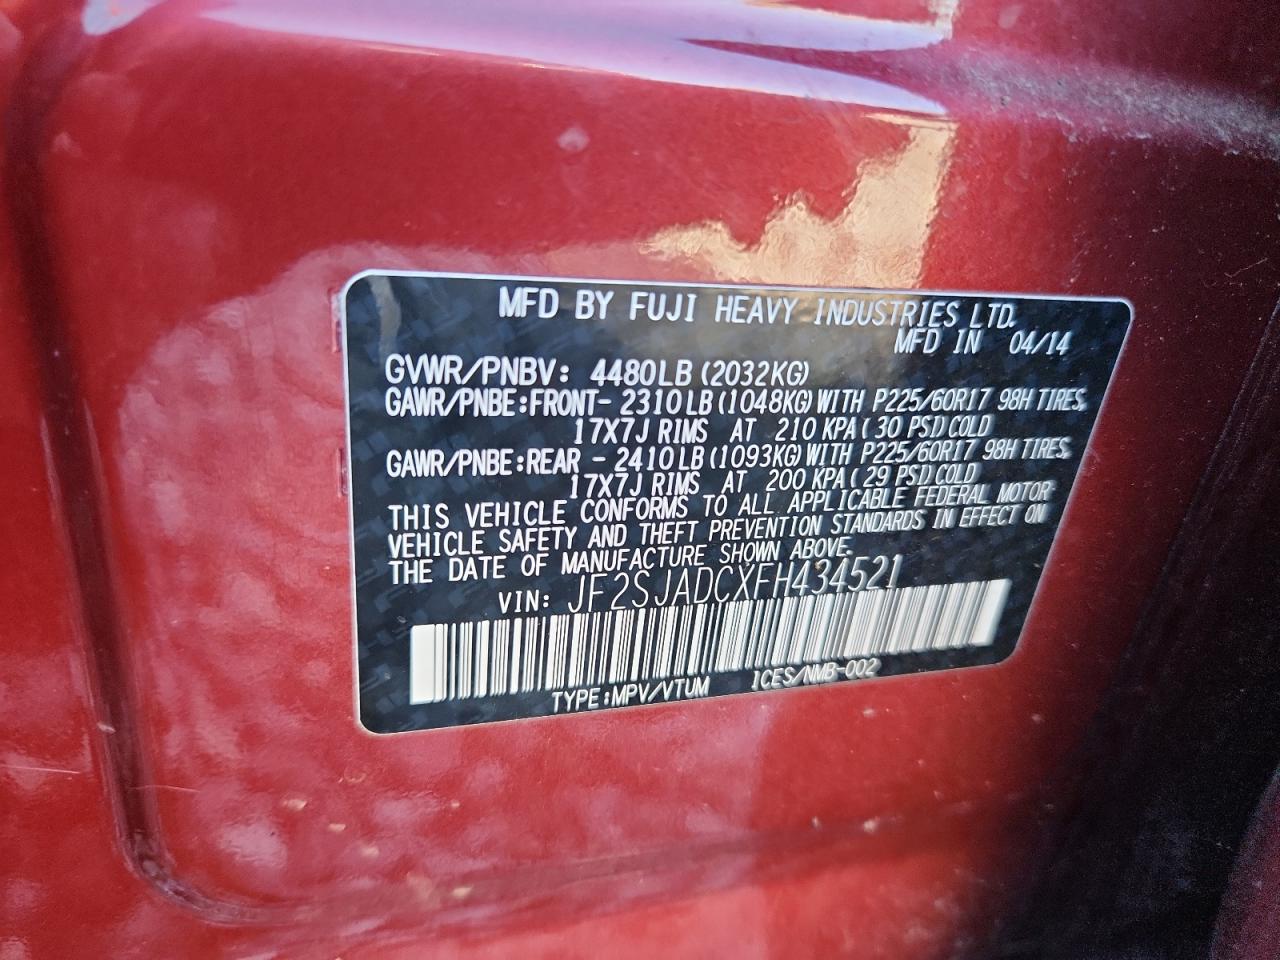 MFD BY FUJI HEAVY INDUSTRIES LTD.
MFD IN 04/14
GVWR/PNBV: 4480LB (2032KG)
GAWR/PNBE:FRONT- 2310LB (1048KG) WITH P225/60R17 98H TIRES,
17X7J RIMS AT 210 KPA (30 PSI) COLD
GAWR/PNBE:REAR - 2410LB (1093KG) WITH P225/60R17 98H TIRES,
17X7J RIMS AT 200 KPA (29 PSI) COLD
THIS VEHICLE CONFORMS TO ALL APPLICABLE FEDERAL MOTOR
VEHICLE SAFETY AND THEFT PREVENTION STANDARDS IN EFFECT ON
THE DATE OF MANUFACTURE SHOWN ABOVE.
VIN: JF2SJADCXFH434521
TYPE:MPV/VTUM ICES/NMB-002